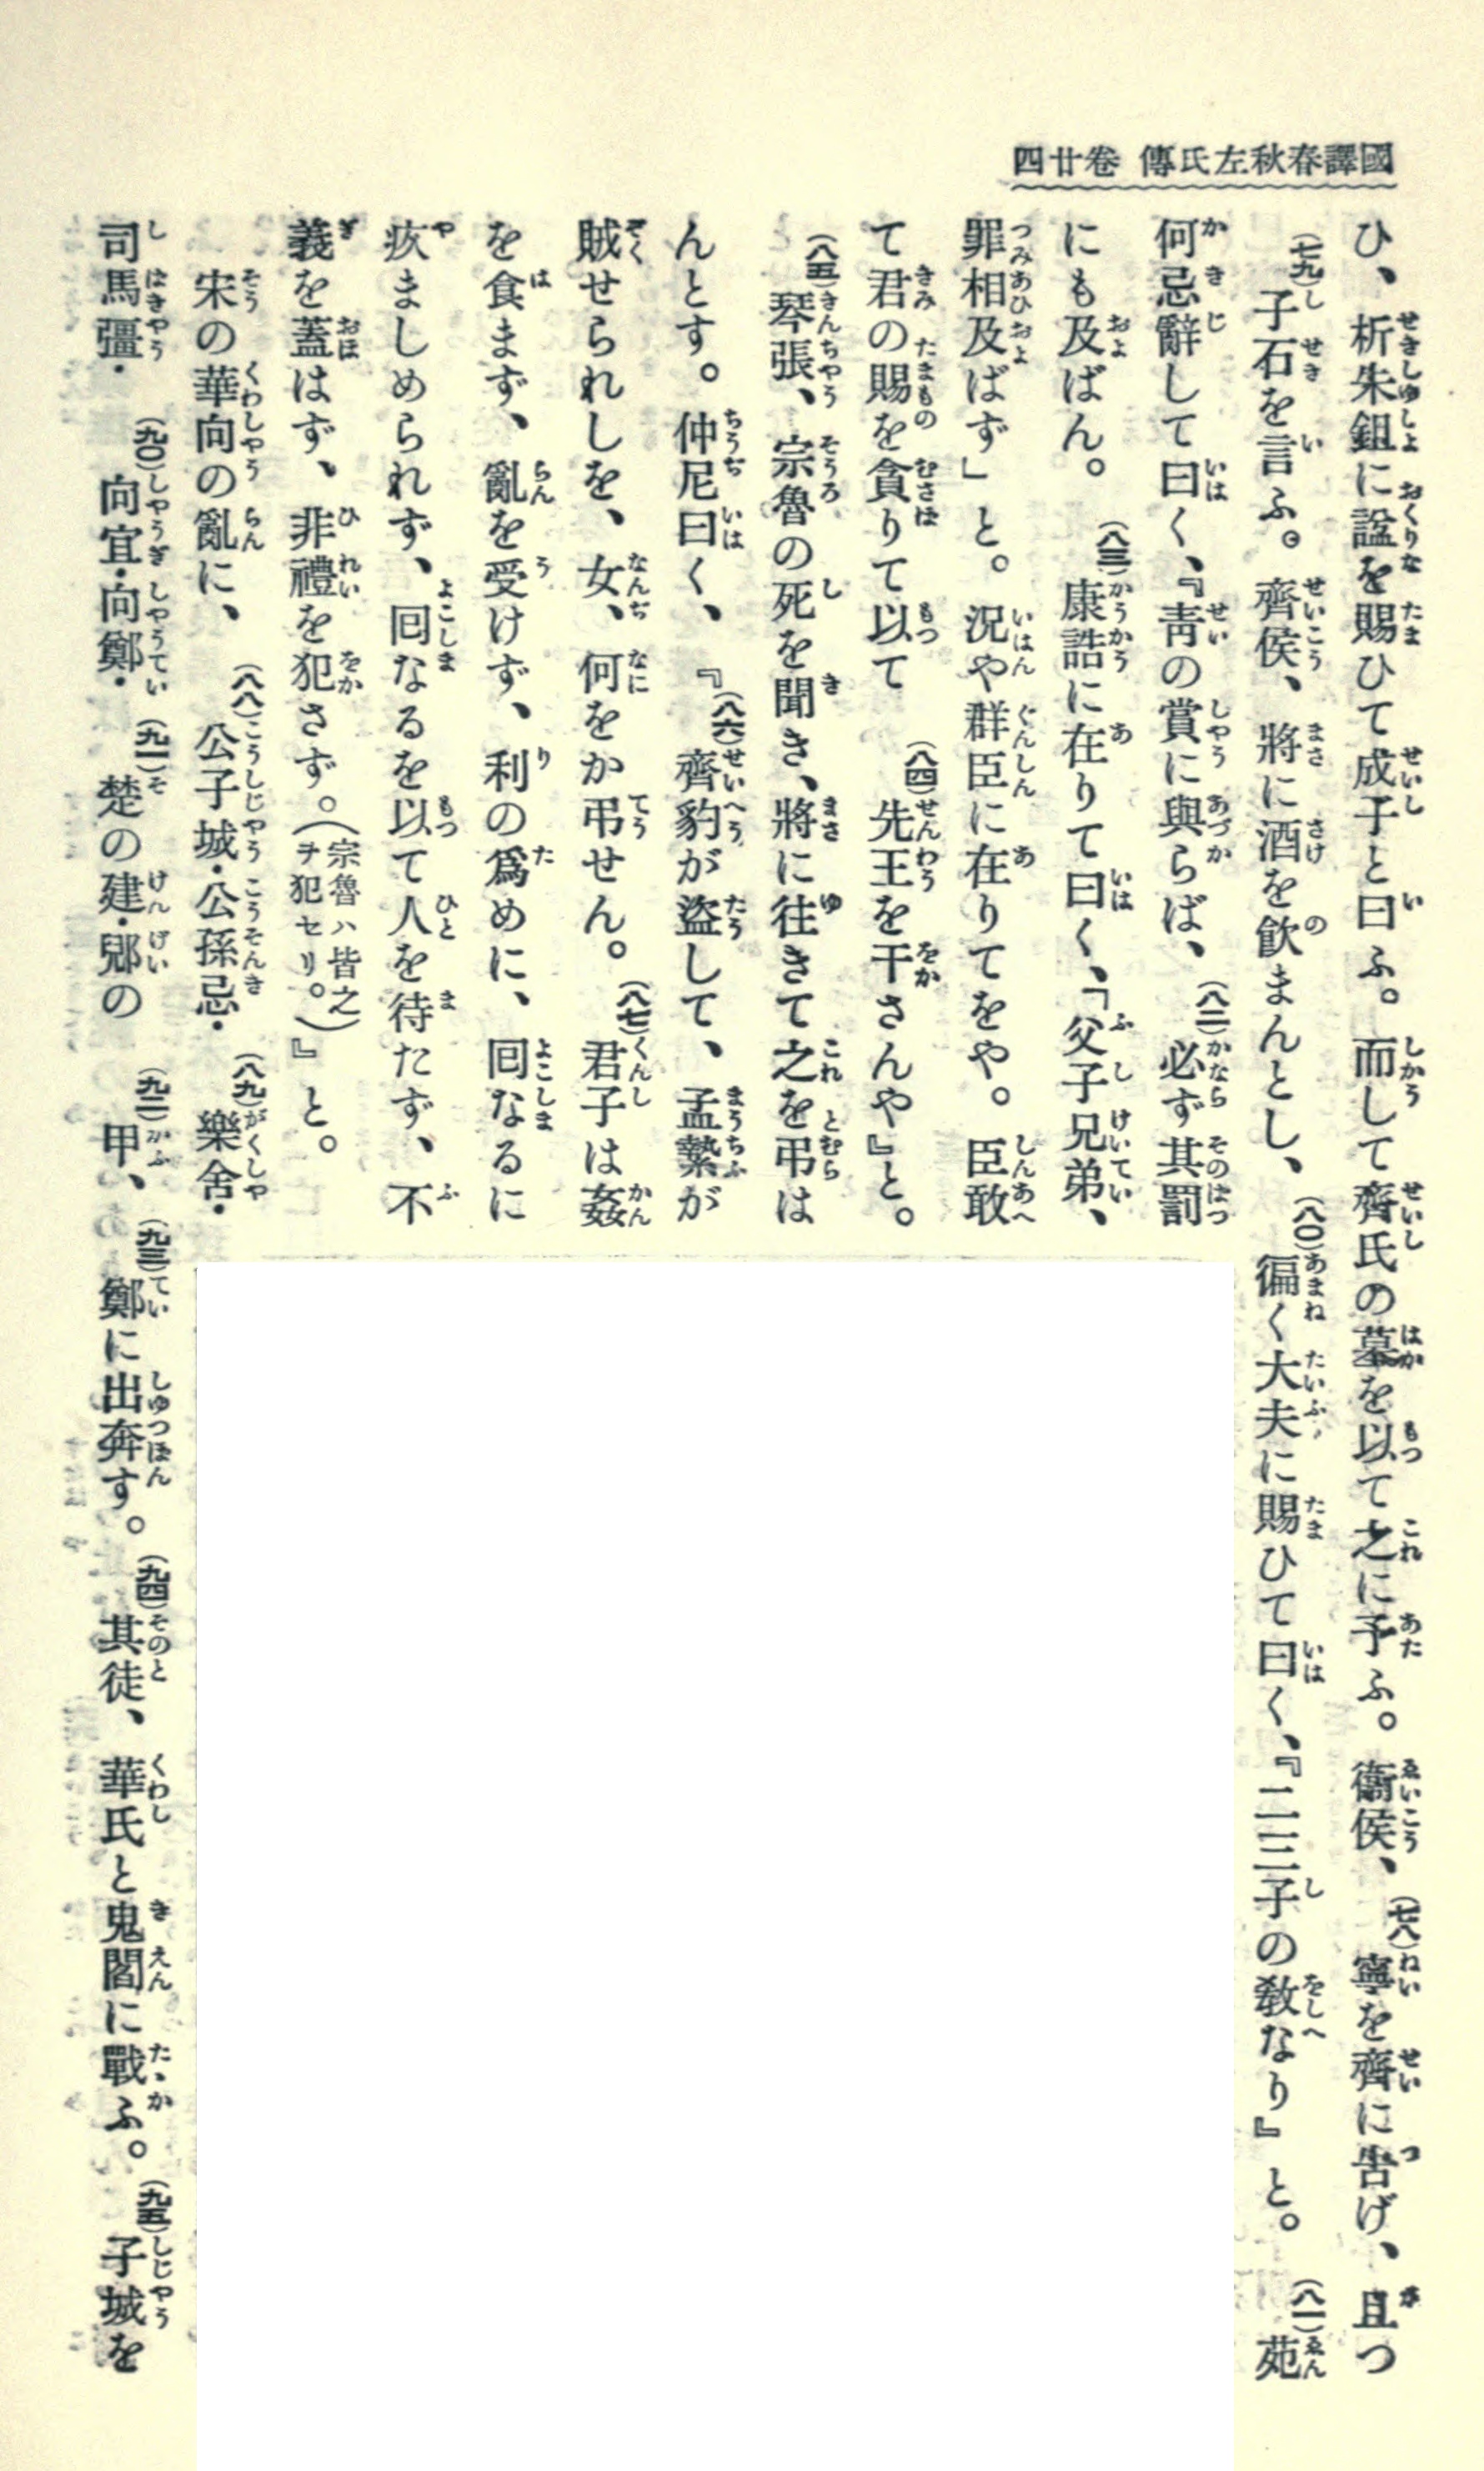 國譯春秋左氏傳 卷廿四
ひ、析朱鉏に諡を賜ひて成子と曰ふ。而して齊氏の墓を以て之に予ふ。衞侯、(七八)寧を齊に告げ、且つ
(七九)子石を言ふ。齊侯、將に酒を飮まんとし、(八〇)徧く大夫に賜ひて曰く、『二三子の敎なり』と。(八一)苑
何忌辭して曰く、『靑の賞に與らば、(八二)必ず其罰
にも及ばん。(八三)康誥に在りて曰く、「父子兄弟、
罪相及ばず」と。況や群臣に在りてをや。臣敢
て君の賜を貪りて以て(八四)先王を干さんや』と。
(八五)琴張、宗魯の死を聞き、將に往きて之を弔は
んとす。仲尼曰く、『(八六)齊豹が盜して、孟縶が
賊せられしを、女、何をか弔せん。(八七)君子は姦
を食まず、亂を受けず、利の爲めに、囘なるに
疚ましめられず、囘なるを以て人を待たず、不
義を蓋はず、非禮を犯さず。(宗魯ハ皆之ヲ犯セリ。)』と。
宋の華向の亂に、(八八)公子城・公孫忌・(八九)樂舍・
司馬彊・(九〇)向宜・向鄭・(九一)楚の建・郳の(九二)甲、(九三)鄭に出奔す。(九四)其徒、華氏と鬼閻に戰ふ。(九五)子城を